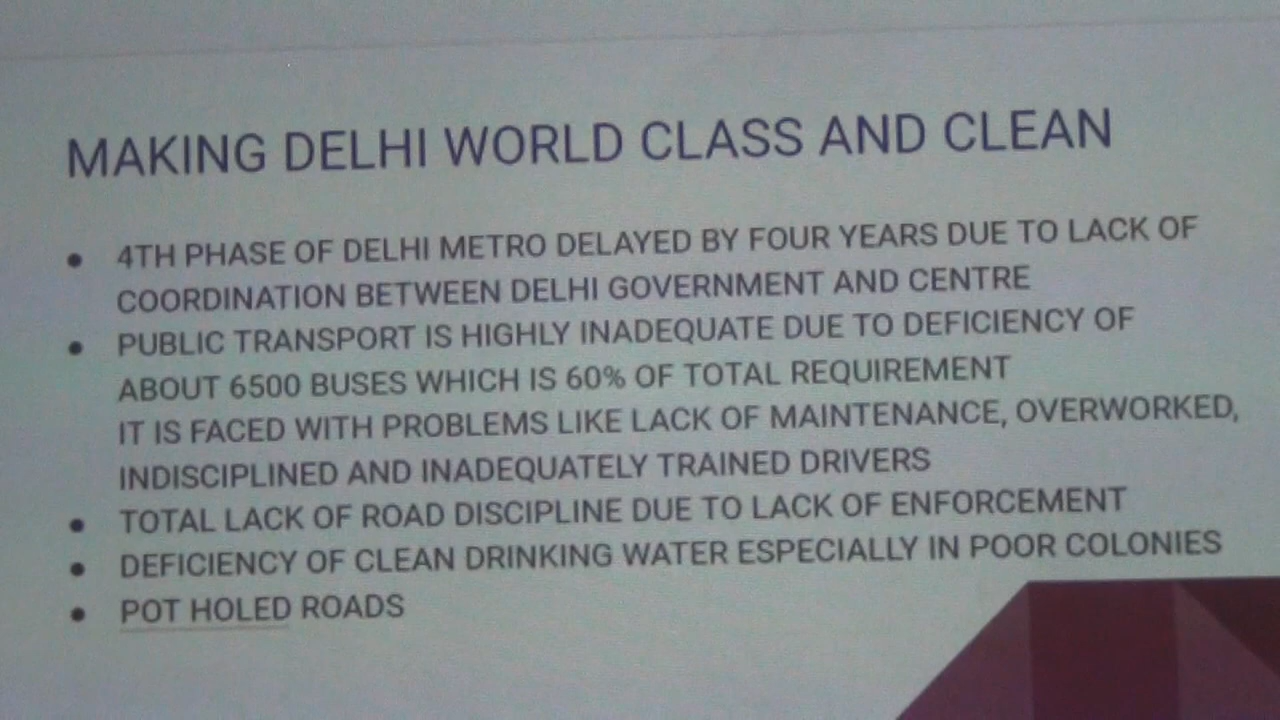 MAKING DELHI WORLD CLASS AND CLEAN
• 4TH PHASE OF DELHI METRO DELAYED BY FOUR YEARS DUE TO LACK OF
COORDINATION BETWEEN DELHI GOVERNMENT AND CENTRE
• PUBLIC TRANSPORT IS HIGHLY INADEQUATE DUE TO DEFICIENCY OF
ABOUT 6500 BUSES WHICH IS 60% OF TOTAL REQUIREMENT
IT IS FACED WITH PROBLEMS LIKE LACK OF MAINTENANCE, OVERWORKED,
INDISCIPLINED AND INADEQUATELY TRAINED DRIVERS
• TOTAL LACK OF ROAD DISCIPLINE DUE TO LACK OF ENFORCEMENT
• DEFICIENCY OF CLEAN DRINKING WATER ESPECIALLY IN POOR COLONIES
• POT HOLED ROADS